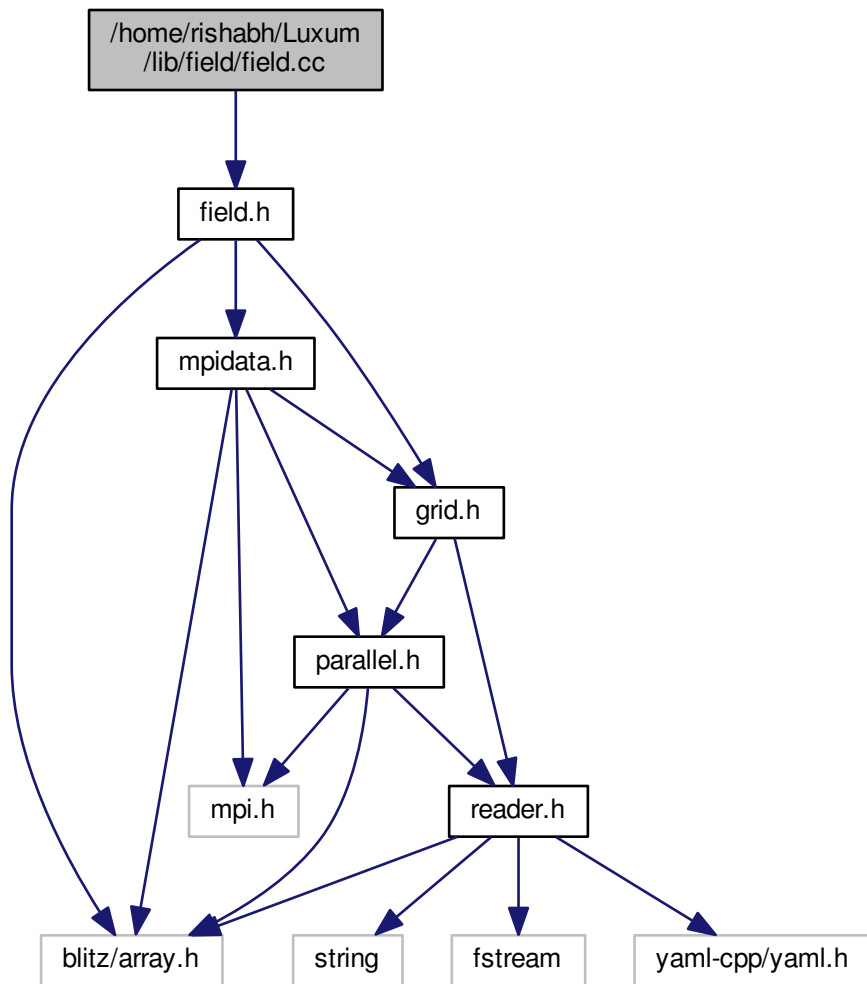 /home/rishabh/Luxum
/lib/field/field.cc
field.h
mpidata.h
grid.h
parallel.h
mpi.h
reader.h
blitz/array.h
string
fstream
yaml-cpp/yaml.h